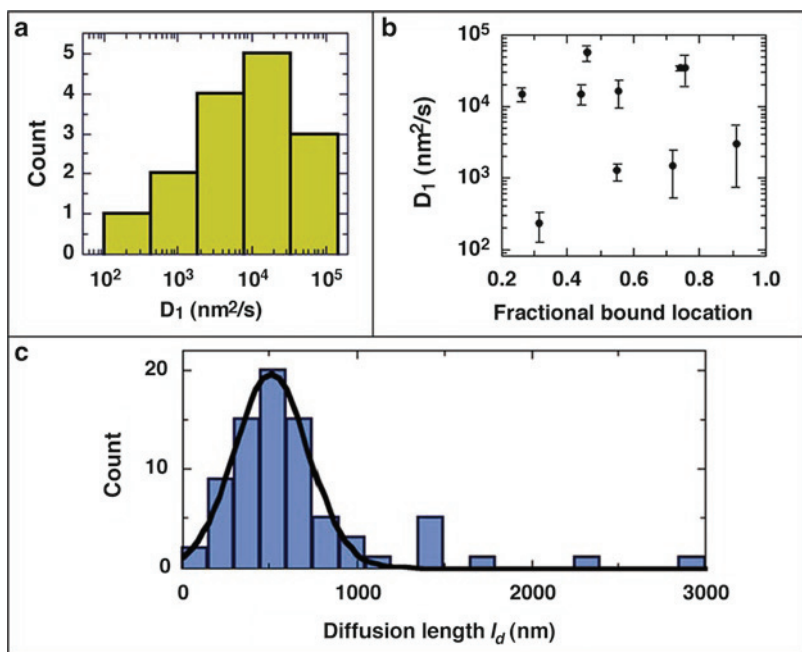 a
5
4
3
2
1
0
Count
10² 10³ 10⁴ 10⁵
D₁ (nm²/s)
b
10⁵
10⁴
10³
10²
D₁ (nm²/s)
0.2 0.4 0.6 0.8 1.0
Fractional bound location
c
20
10
0
Count
0 1000 2000 3000
Diffusion length l_d (nm)